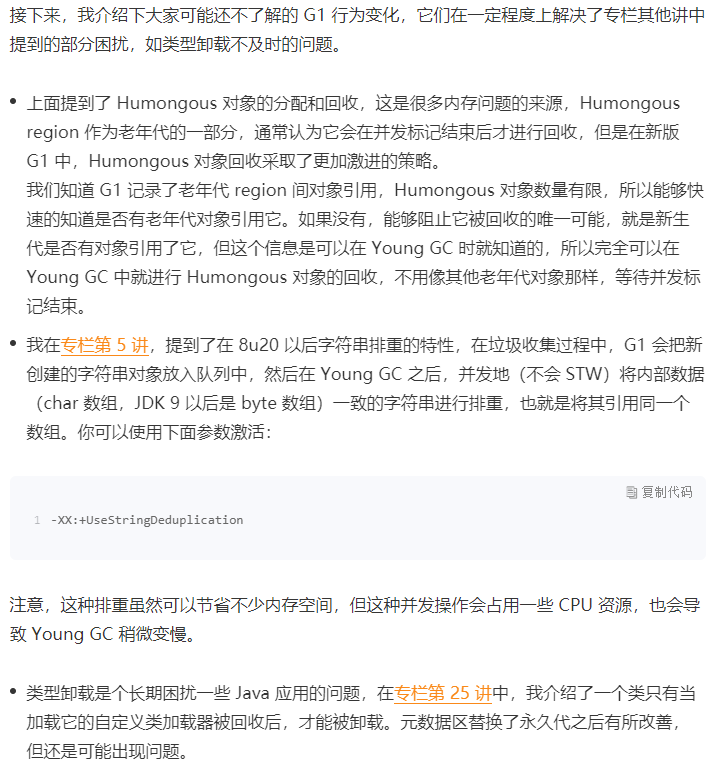 接下来，我介绍下大家可能还不了解的 G1 行为变化，它们在一定程度上解决了专栏其他讲中
提到的部分困扰，如类型卸载不及时的问题。
上面提到了 Humongous 对象的分配和回收，这是很多内存问题的来源，Humongous
region 作为老年代的一部分，通常认为它会在并发标记结束后才进行回收，但是在新版
G1 中，Humongous 对象回收采取了更加激进的策略。
我们知道 G1 记录了老年代 region 间对象引用，Humongous 对象数量有限，所以能够快
速的知道是否有老年代对象引用它。如果没有，能够阻止它被回收的唯一可能，就是新生
代是否有对象引用了它，但这个信息是可以在 Young GC 时就知道的，所以完全可以在
Young GC 中就进行 Humongous 对象的回收，不用像其他老年代对象那样，等待并发标
记结束。
我在专栏第 5 讲，提到了在 8u20 以后字符串排重的特性，在垃圾收集过程中，G1 会把新
创建的字符串对象放入队列中，然后在 Young GC 之后，并发地（不会 STW）将内部数据
（char 数组，JDK 9 以后是 byte 数组）一致的字符串进行排重，也就是将其引用同一个
数组。你可以使用下面参数激活：
复制代码
1 -XX:+UseStringDeduplication
注意，这种排重虽然可以节省不少内存空间，但这种并发操作会占用一些 CPU 资源，也会导
致 Young GC 稍微变慢。
类型卸载是个长期困扰一些 Java 应用的问题，在专栏第 25 讲中，我介绍了一个类只有当
加载它的自定义类加载器被回收后，才能被卸载。元数据区替换了永久代之后有所改善，
但还是可能出现问题。